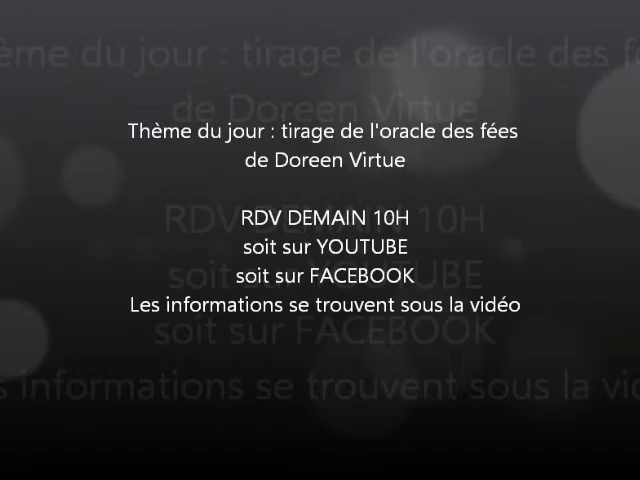 Thème du jour : tirage de l'oracle des fées
de Doreen Virtue
RDV DEMAIN 10H
soit sur YOUTUBE
soit sur FACEBOOK
Les informations se trouvent sous la vidéo